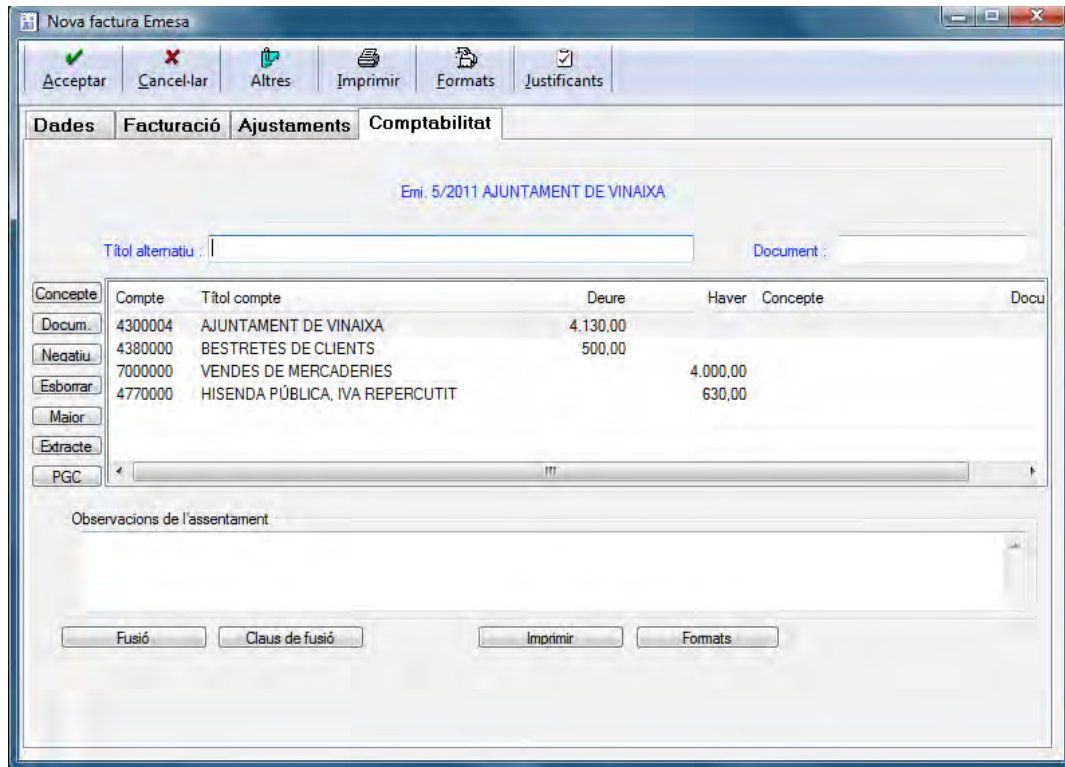 Nova factura Emesa
Acceptar Cancel·lar Altres Imprimir Formats Justificants
Dades Facturació Ajustaments Comptabilitat
Emi. 5/2011 AJUNTAMENT DE VINAIXA
Títol alternatiu : Document :
Concepte Compte Títol compte Deure Haver Concepte Docu
Docum. 4300004 AJUNTAMENT DE VINAIXA 4.130,00
Negatiu 4380000 BESTRETES DE CLIENTS 500,00
7000000 VENDES DE MERCADERIES 4.000,00
Esborrar 4770000 HISENDA PÚBLICA, IVA REPERCUTIT 630,00
Maior
Extracte
PGC
Observacions de l'assentament
Fusió Claus de fusió Imprimir Formats